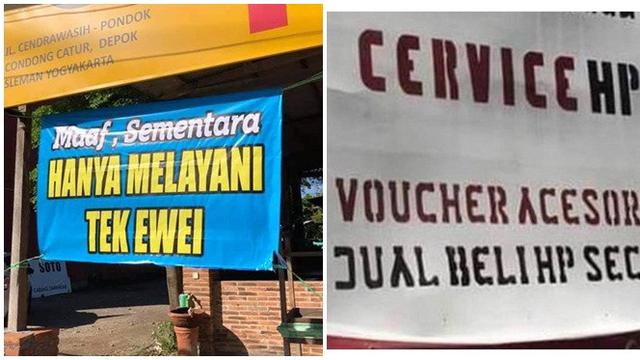 JL. CENDRAWASIH - PONDOK
CONDONG CATUR, DEPOK
SLEMAN YOGYAKARTA
Maaf, Sementara
HANYA MELAYANI
TEK EWEI
SOTO
CERVICE HP
VOUCHER ACESOR
JUAL BELI HP SEC